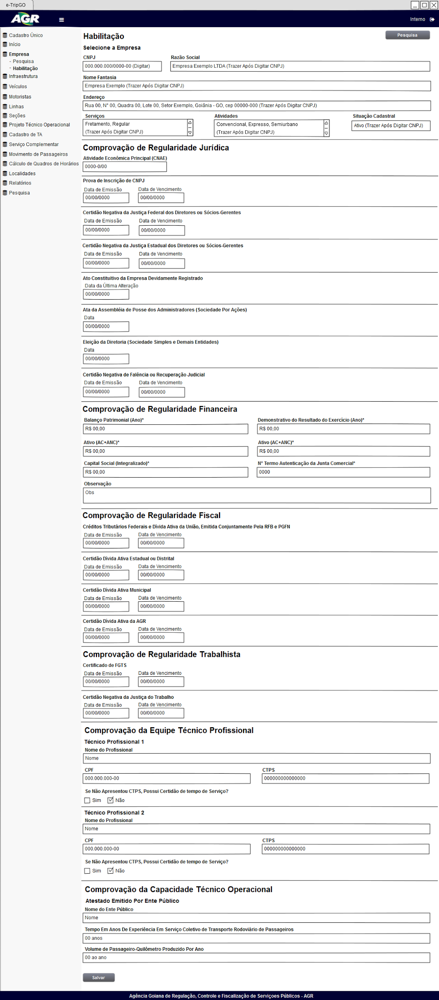 e-TripGO
AGR
Interno
Cadastro Único
Início
Empresa
- Pesquisa
- Habilitação
Infraestrutura
Veículos
Motoristas
Linhas
Seções
Projeto Técnico Operacional
Cadastro de TA
Serviço Complementar
Movimento de Passageiros
Cálculo de Quadros de Horários
Localidades
Relatórios
Pesquisa
Habilitação
Pesquisa
Selecione a Empresa
CNPJ Razão Social
000.000.000/0000-00 (Digitar) Empresa Exemplo LTDA (Trazer Após Digitar CNPJ)
Nome Fantasia
Empresa Exemplo (Trazer Após Digitar CNPJ)
Endereço
Rua 00, N° 00, Quadra 00, Lote 00, Setor Exemplo, Goiânia - GO, cep 00000-000 (Trazer Após Digitar CNPJ)
Serviços
Fretamento, Regular
(Trazer Após Digitar CNPJ)
Atividades
Convencional, Expresso, Semiurbano
(Trazer Após Digitar CNPJ)
Situação Cadastral
Ativo (Trazer Após Digitar CNPJ)
Comprovação de Regularidade Jurídica
Atividade Econômica Principal (CNAE)
0000-0/00
Prova de Inscrição de CNPJ
Data de Emissão Data de Vencimento
00/00/0000 00/00/0000
Certidão Negativa da Justiça Federal dos Diretores ou Sócios-Gerentes
Data de Emissão Data de Vencimento
00/00/0000 00/00/0000
Certidão Negativa da Justiça Estadual dos Diretores ou Sócios-Gerentes
Data de Emissão Data de Vencimento
00/00/0000 00/00/0000
Ato Constituitivo da Empresa Devidamente Registrado
Data da Última Alteração
00/00/0000
Ata da Assembléia de Posse dos Administradores (Sociedade Por Ações)
Data
00/00/0000
Eleição da Diretoria (Sociedade Simples e Demais Entidades)
Data
00/00/0000
Certidão Negativa de Falência ou Recuperação Judicial
Data de Emissão Data de Vencimento
00/00/0000 00/00/0000
Comprovação de Regularidade Financeira
Balanço Patrimonial (Ano)* Demonstrativo do Resultado do Exercício (Ano)*
R$ 00,00 R$ 00,00
Ativo (AC+ANC)* Ativo (AC+ANC)*
R$ 00,00 R$ 00,00
Capital Social (Integralizado)* Nº Termo Autenticação da Junta Comercial*
R$ 00,00 0000
Observação
Obs
Comprovação de Regularidade Fiscal
Créditos Tributários Federais e Dívida Ativa da União, Emitida Conjuntamente Pela RFB e PGFN
Data de Emissão Data de Vencimento
00/00/0000 00/00/0000
Certidão Dívida Ativa Estadual ou Distrital
Data de Emissão Data de Vencimento
00/00/0000 00/00/0000
Certidão Dívida Ativa Municipal
Data de Emissão Data de Vencimento
00/00/0000 00/00/0000
Certidão Dívida Ativa da AGR
Data de Emissão Data de Vencimento
00/00/0000 00/00/0000
Comprovação de Regularidade Trabalhista
Certificado de FGTS
Data de Emissão Data de Vencimento
00/00/0000 00/00/0000
Certidão Negativa da Justiça do Trabalho
Data de Emissão Data de Vencimento
00/00/0000 00/00/0000
Comprovação da Equipe Técnico Profissional
Técnico Profissional 1
Nome do Profissional
Nome
CPF CTPS
000.000.000-00 000000000000000
Se Não Apresentou CTPS, Possui Certidão de tempo de Serviço?
Sim Não
Técnico Profissional 2
Nome do Profissional
Nome
CPF CTPS
000.000.000-00 000000000000000
Se Não Apresentou CTPS, Possui Certidão de tempo de Serviço?
Sim Não
Comprovação da Capacidade Técnico Operacional
Atestado Emitido Por Ente Público
Nome do Ente Público
Nome
Tempo Em Anos De Experiência Em Serviço Coletivo de Transporte Rodoviário de Passageiros
00 anos
Volume de Passageiro-Quilômetro Produzido Por Ano
00 ao ano
Salvar
Agência Goiana de Regulação, Controle e Fiscalização de Serviçoes Públicos - AGR